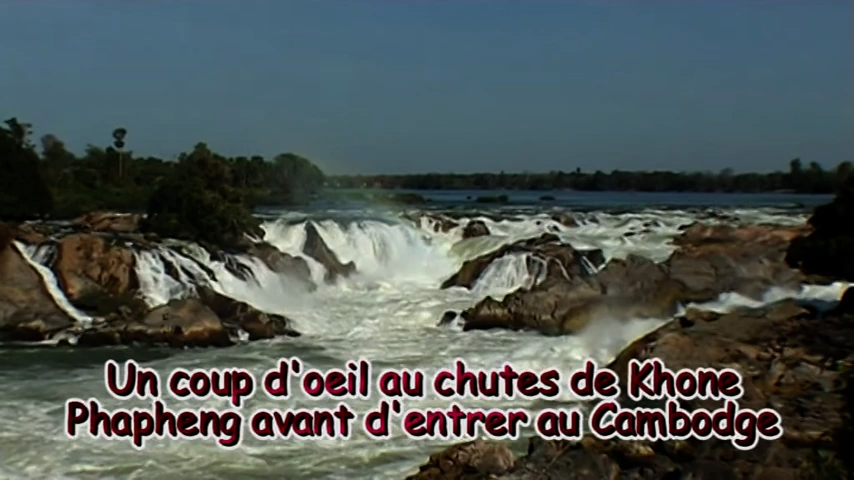 Un coup d'oeil au chutes de Khone
Phapheng avant d'entrer au Cambodge